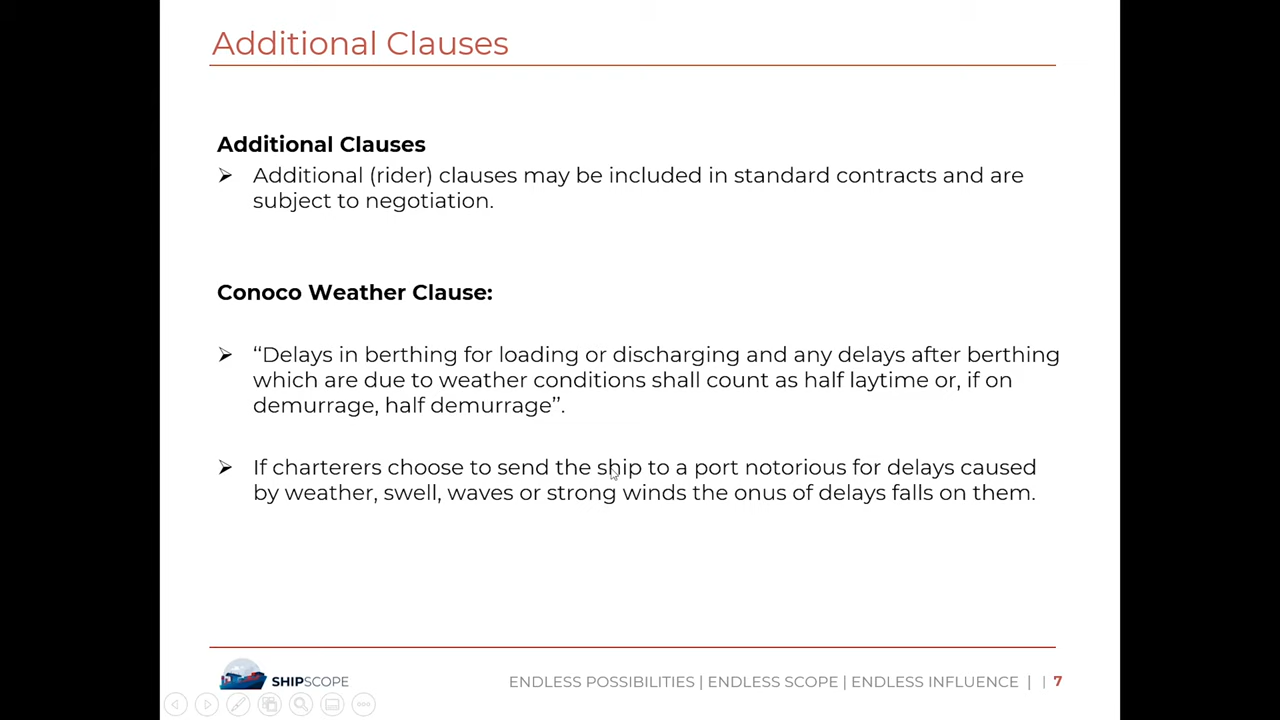 Additional Clauses
Additional Clauses
Additional (rider) clauses may be included in standard contracts and are
subject to negotiation.
Conoco Weather Clause:
“Delays in berthing for loading or discharging and any delays after berthing
which are due to weather conditions shall count as half laytime or, if on
demurrage, half demurrage”.
If charterers choose to send the ship to a port notorious for delays caused
by weather, swell, waves or strong winds the onus of delays falls on them.
SHIPSCOPE
ENDLESS POSSIBILITIES | ENDLESS SCOPE | ENDLESS INFLUENCE | | 7